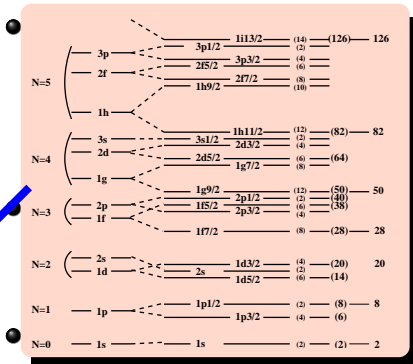 1i13/2 (14) (126) 126
3p 3p1/2 (2)
3p3/2 (4)
2f 2f5/2 (6)
2f7/2 (8)
N=5 1h9/2 (10)
1h
1h11/2 (12) (82) 82
3s 3s1/2 (2)
2d 2d3/2 (4)
N=4 2d5/2 (6) (64)
1g7/2 (8)
1g
1g9/2 (12) (50) 50
2p 2p1/2 (2) (40)
N=3 1f5/2 (6) (38)
1f 2p3/2 (4)
1f7/2 (8) (28) 28
2s
N=2 1d3/2 (4) (20) 20
1d 2s (2)
1d5/2 (6) (14)
1p1/2 (2) (8) 8
N=1 1p 1p3/2 (4) (6)
N=0 1s 1s (2) (2) 2